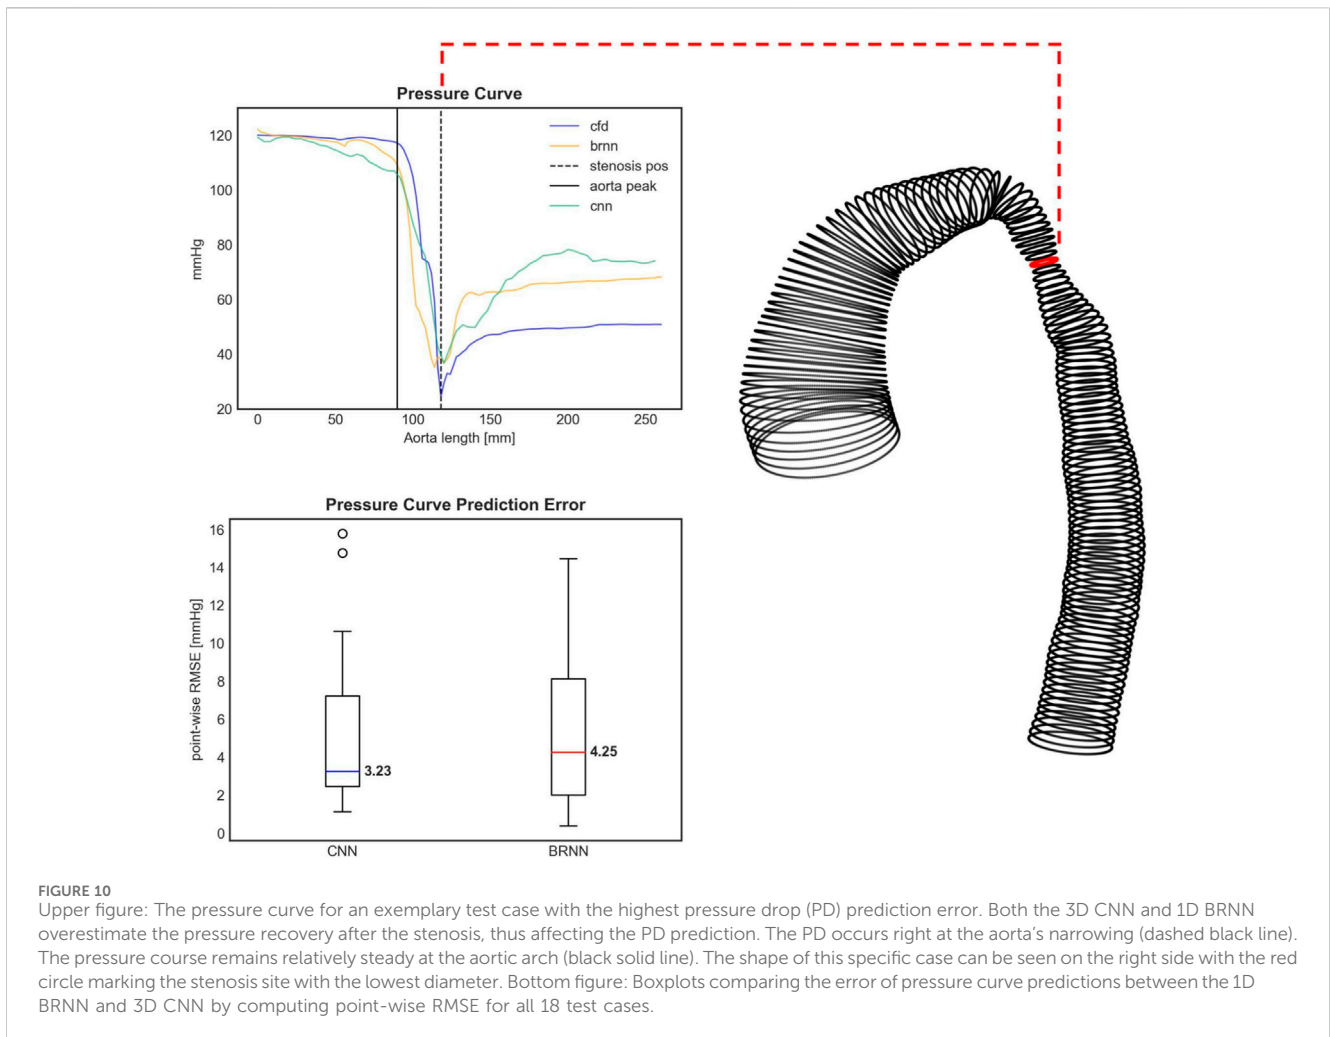 Pressure Curve
120
100
80
60
40
20
mmHg
cfd
brnn
stenosis pos
aorta peak
cnn
0 50 100 150 200 250
Aorta length [mm]
Pressure Curve Prediction Error
16
14
12
10
8
6
4
2
0
point-wise RMSE [mmHg]
3.23
4.25
CNN BRNN
FIGURE 10
Upper figure: The pressure curve for an exemplary test case with the highest pressure drop (PD) prediction error. Both the 3D CNN and 1D BRNN
overestimate the pressure recovery after the stenosis, thus affecting the PD prediction. The PD occurs right at the aorta's narrowing (dashed black line).
The pressure course remains relatively steady at the aortic arch (black solid line). The shape of this specific case can be seen on the right side with the red
circle marking the stenosis site with the lowest diameter. Bottom figure: Boxplots comparing the error of pressure curve predictions between the 1D
BRNN and 3D CNN by computing point-wise RMSE for all 18 test cases.